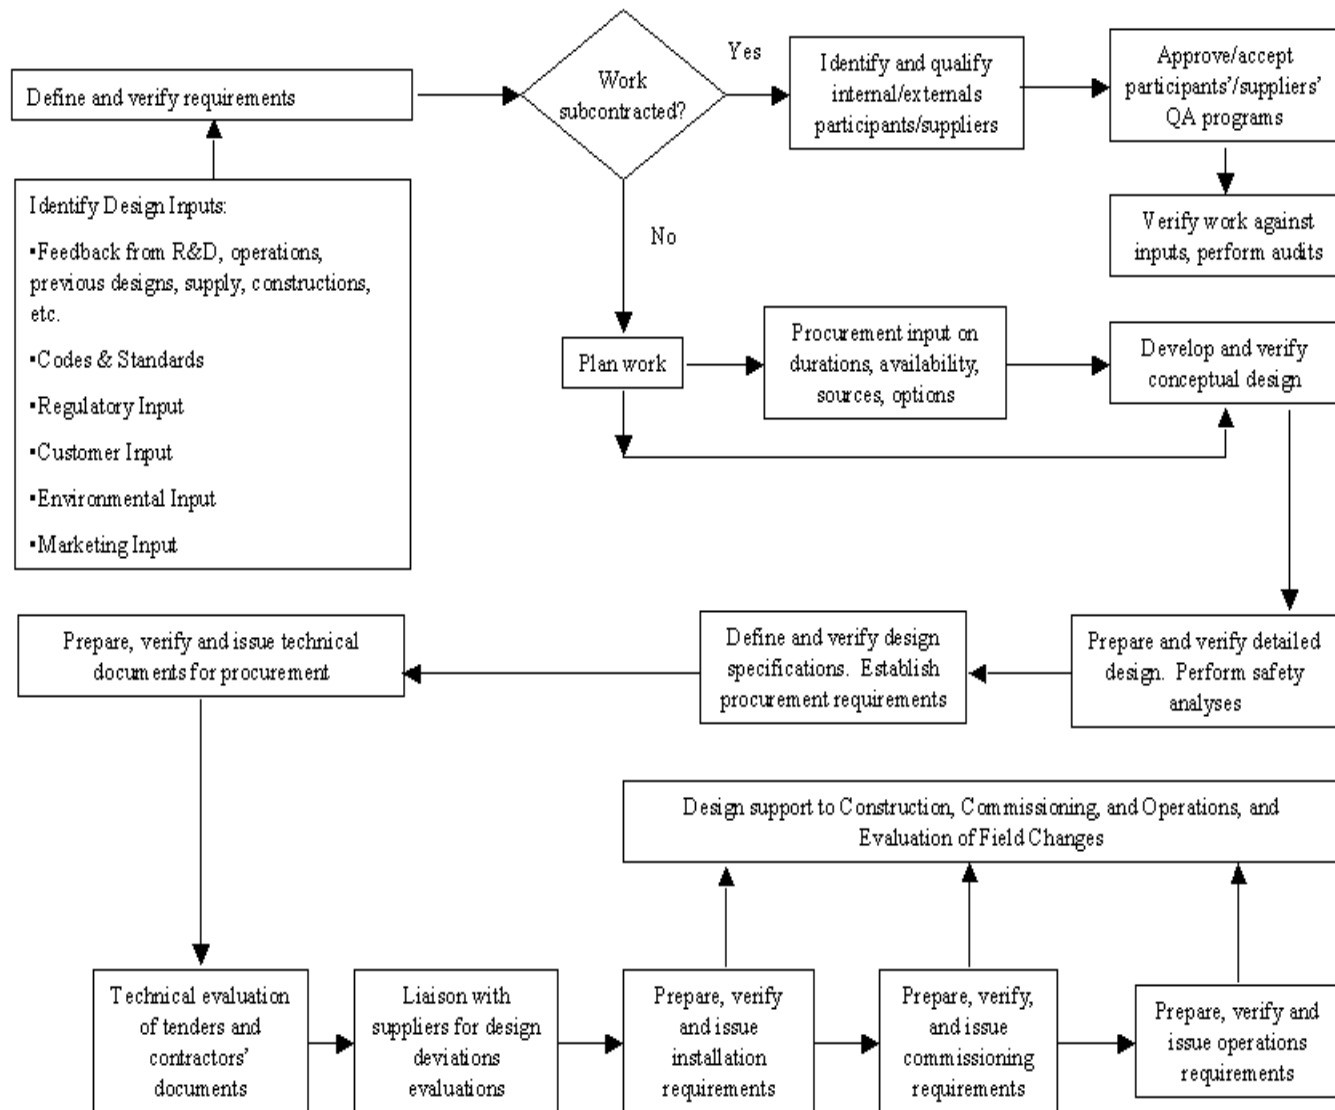 Define and verify requirements
Work
subcontracted?
Yes
Identify and qualify
internal/externals
participants/suppliers
Approve/accept
participants’/suppliers’
QA programs
Identify Design Inputs:
▪Feedback from R&D, operations,
previous designs, supply, constructions,
etc.
▪Codes & Standards
▪Regulatory Input
▪Customer Input
▪Environmental Input
▪Marketing Input
No
Verify work against
inputs, perform audits
Plan work
Procurement input on
durations, availability,
sources, options
Develop and verify
conceptual design
Prepare, verify and issue technical
documents for procurement
Define and verify design
specifications. Establish
procurement requirements
Prepare and verify detailed
design. Perform safety
analyses
Design support to Construction, Commissioning, and Operations, and
Evaluation of Field Changes
Technical evaluation
of tenders and
contractors’
documents
Liaison with
suppliers for design
deviations
evaluations
Prepare, verify
and issue
installation
requirements
Prepare, verify,
and issue
commissioning
requirements
Prepare, verify and
issue operations
requirements